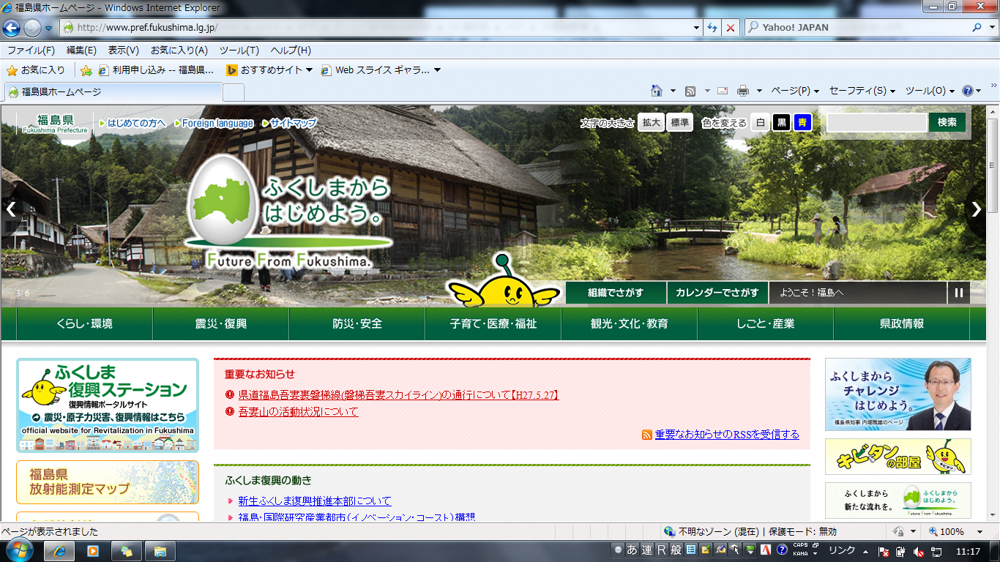 福島県ホームページ - Windows Internet Explorer
http://www.pref.fukushima.lg.jp/
Yahoo! JAPAN
ファイル(F) 編集(E) 表示(V) お気に入り(A) ツール(T) ヘルプ(H)
お気に入り 利用申し込み -- 福島県... おすすめサイト Web スライス ギャラ...
福島県ホームページ
ページ(P) セーフティ(S) ツール(O)
福島県
Fukushima Prefecture
はじめての方へ Foreign language サイトマップ
文字の大きさ 拡大 標準 色を変える 白 黒 青 検索
ふくしまから
はじめよう。
Future From Fukushima.
3/ 6
組織でさがす カレンダーでさがす ようこそ！福島へ
くらし・環境 震災・復興 防災・安全 子育て・医療・福祉 観光・文化・教育 しごと・産業 県政情報
ふくしま
復興ステーション
復興情報ポータルサイト
震災・原子力災害、復興情報はこちら
official website for Revitalization in Fukushima
福島県
放射能測定マップ
重要なお知らせ
県道福島吾妻裏磐梯線(磐梯吾妻スカイライン)の通行について【H27.5.27】
吾妻山の活動状況について
重要なお知らせのRSSを受信する
ふくしま復興の動き
新生ふくしま復興推進本部について
福島・国際研究産業都市（イノベーション・コースト）構想
ふくしまから
チャレンジ
はじめよう。
福島県知事 内堀雅雄のページ
キビタンの部屋
キビタン
ふくしまから
新たな流れを。
ふくしまから
はじめよう。
Future From Fukushima.
ページが表示されました
不明なゾーン (混在) | 保護モード: 無効
100%
あ 連 R 般
CAPS
KANA
リンク
11:17